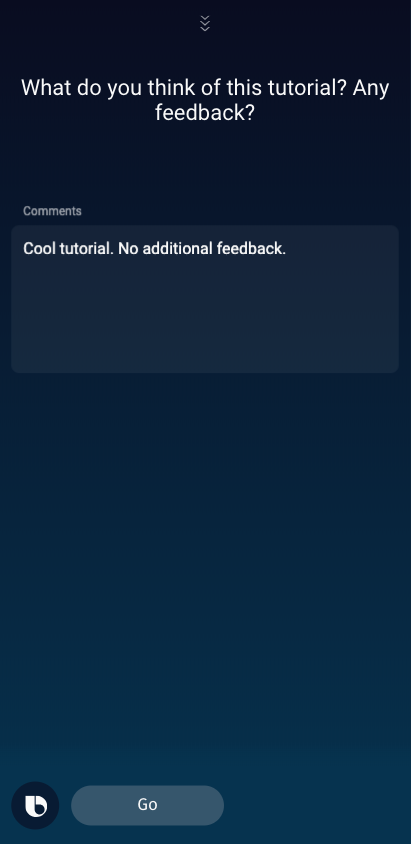 What do you think of this tutorial? Any
feedback?
Comments
Cool tutorial. No additional feedback.
Go